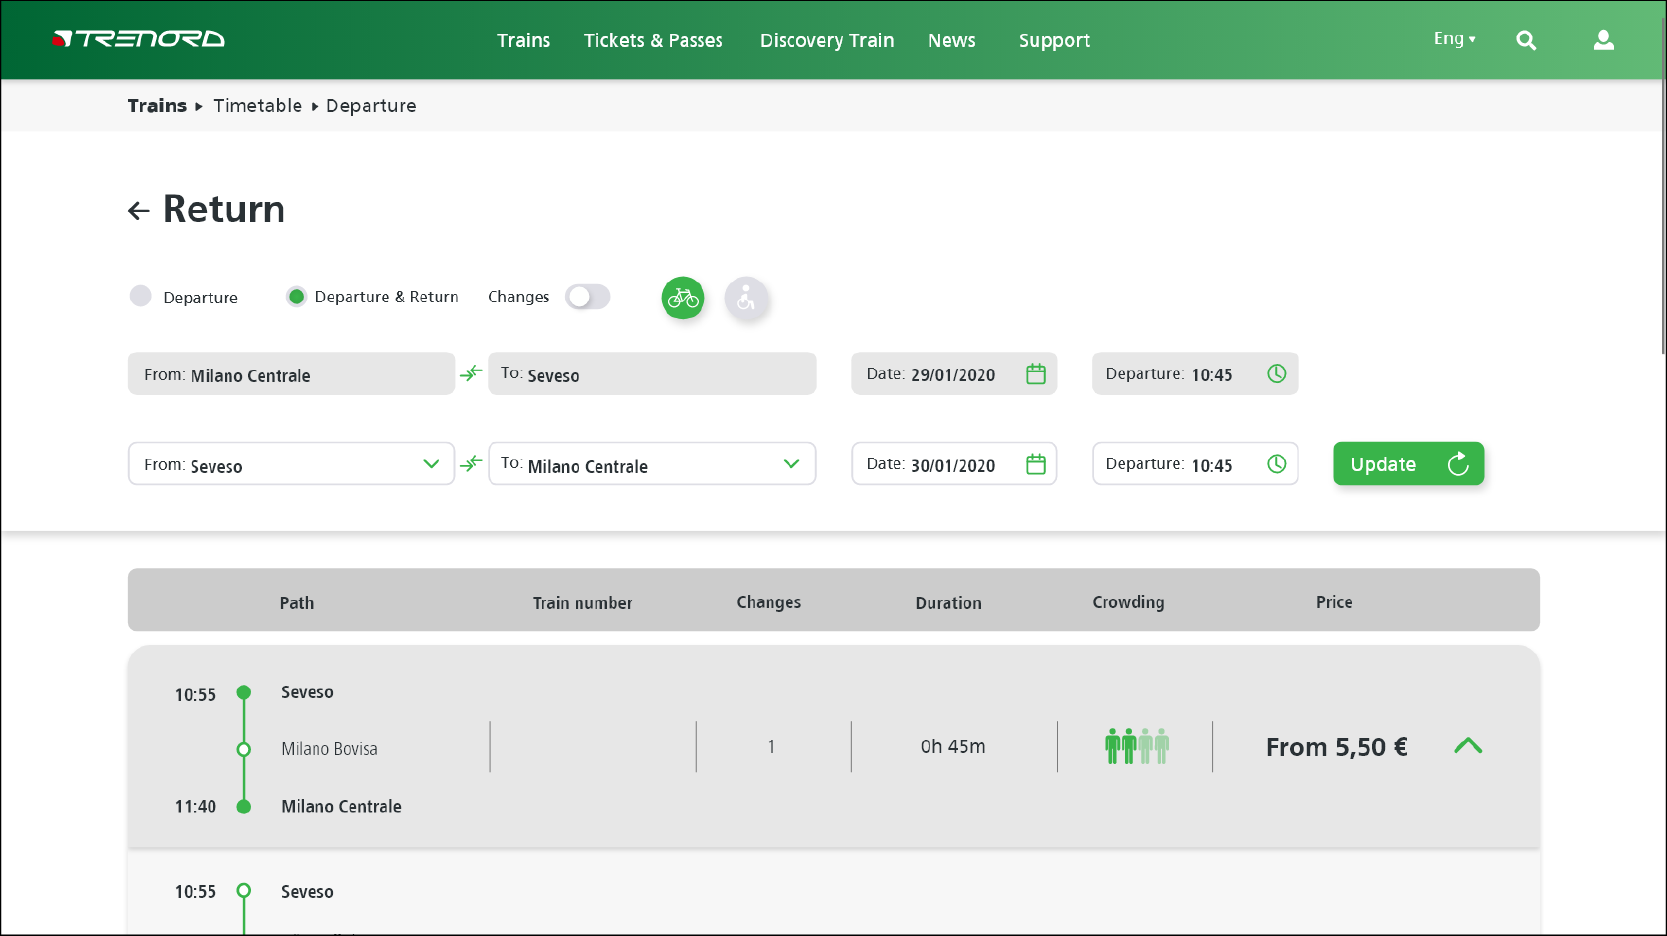 TRENORD
Trains
Tickets & Passes
Discovery Train
News
Support
Eng
Trains
Timetable
Departure
Return
Departure
Departure & Return
Changes
From: Milano Centrale
To: Seveso
Date: 29/01/2020
Departure: 10:45
From: Seveso
To: Milano Centrale
Date: 30/01/2020
Departure: 10:45
Update
Path
Train number
Changes
Duration
Crowding
Price
10:55
Seveso
Milano Bovisa
1
0h 45m
From 5,50 €
11:40
Milano Centrale
10:55
Seveso